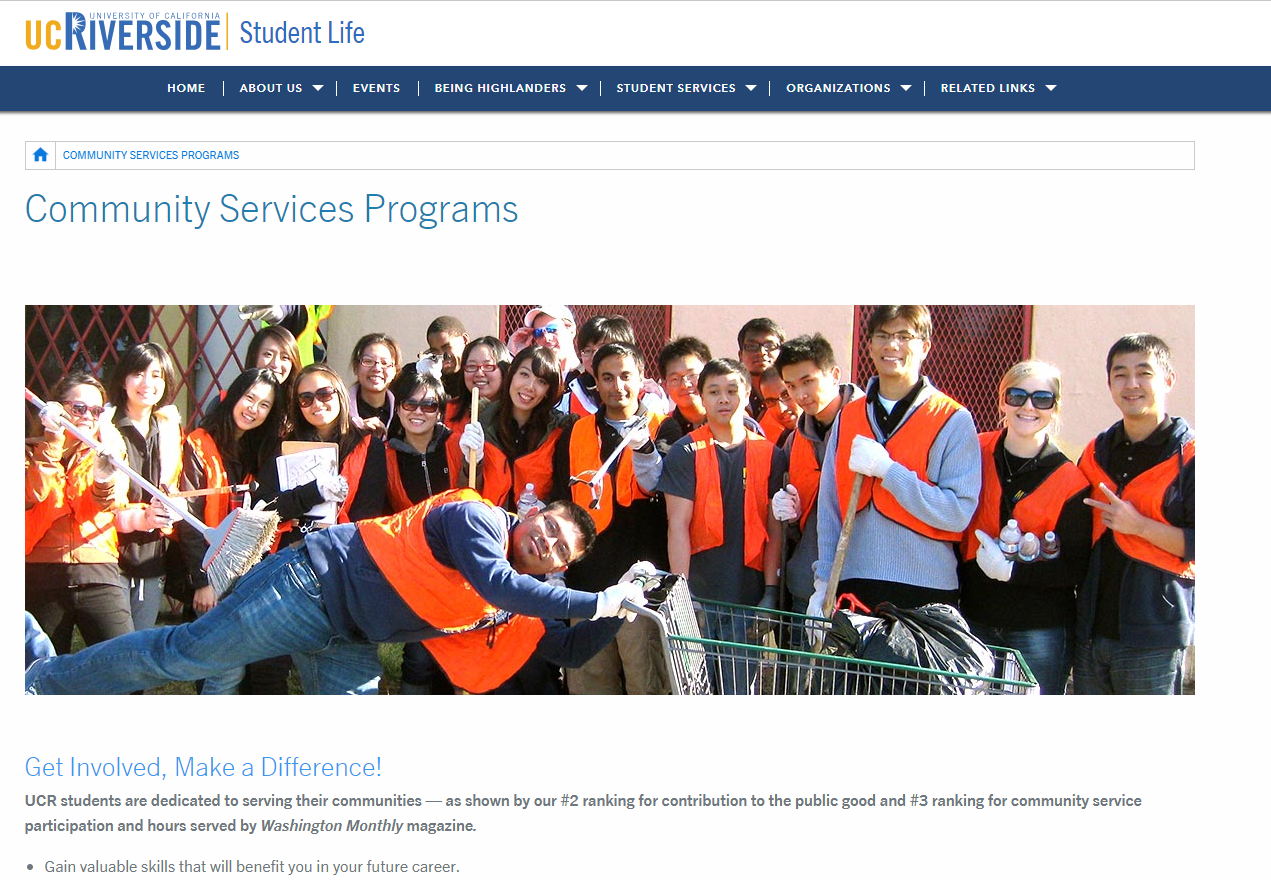 UNIVERSITY OF CALIFORNIA
UCRIVERSIDE
Student Life
HOME
ABOUT US
EVENTS
BEING HIGHLANDERS
STUDENT SERVICES
ORGANIZATIONS
RELATED LINKS
COMMUNITY SERVICES PROGRAMS
Community Services Programs
Get Involved, Make a Difference!
UCR students are dedicated to serving their communities — as shown by our #2 ranking for contribution to the public good and #3 ranking for community service
participation and hours served by Washington Monthly magazine.
• Gain valuable skills that will benefit you in your future career.